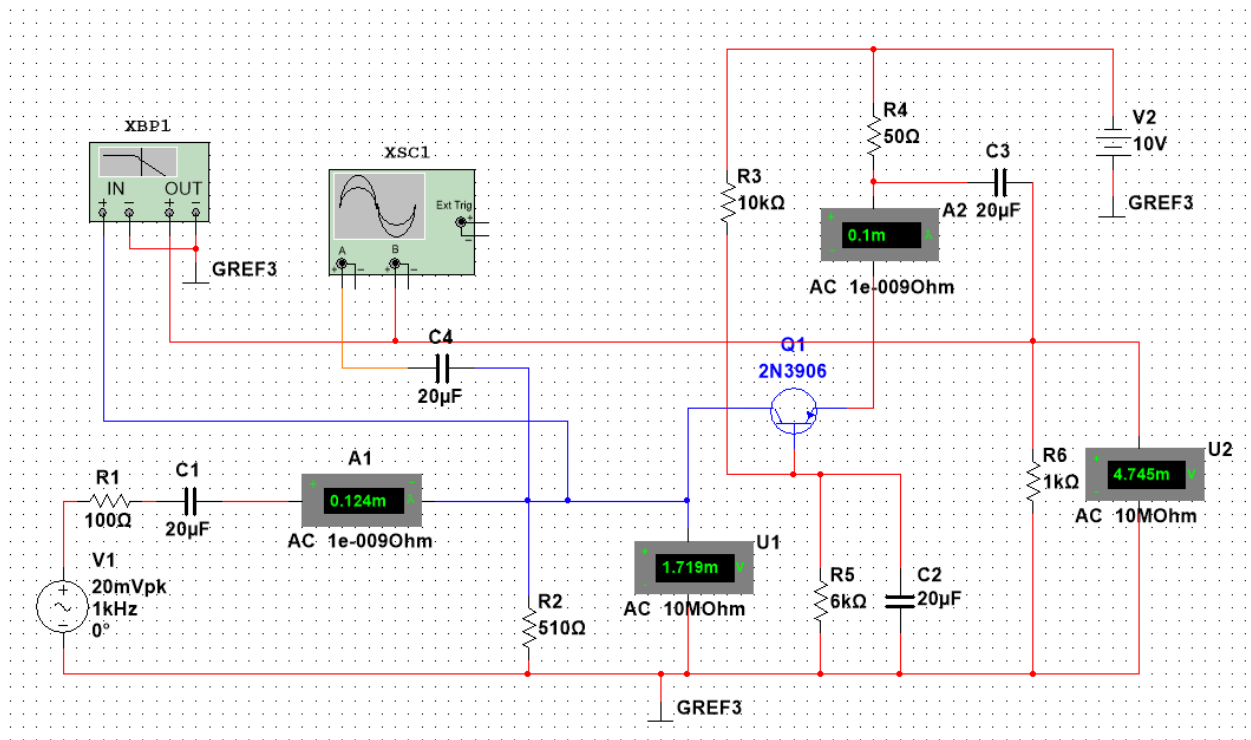 XBP1
IN
OUT
+
−
+
−
GREF3
XSC1
Ext Trig
+
−
A
B
+
−
+
−
R4
50Ω
V2
10V
C3
20µF
GREF3
R3
10kΩ
A2
+
0.1m
A
−
AC 1e-009Ohm
C4
20µF
Q1
2N3906
R1
100Ω
C1
20µF
A1
+
−
0.124m
A
AC 1e-009Ohm
R6
1kΩ
U2
+
4.745m
V
-
AC 10MOhm
V1
20mVpk
1kHz
0°
+
−
R2
510Ω
U1
+
1.719m
V
-
AC 10MOhm
R5
6kΩ
C2
20µF
GREF3